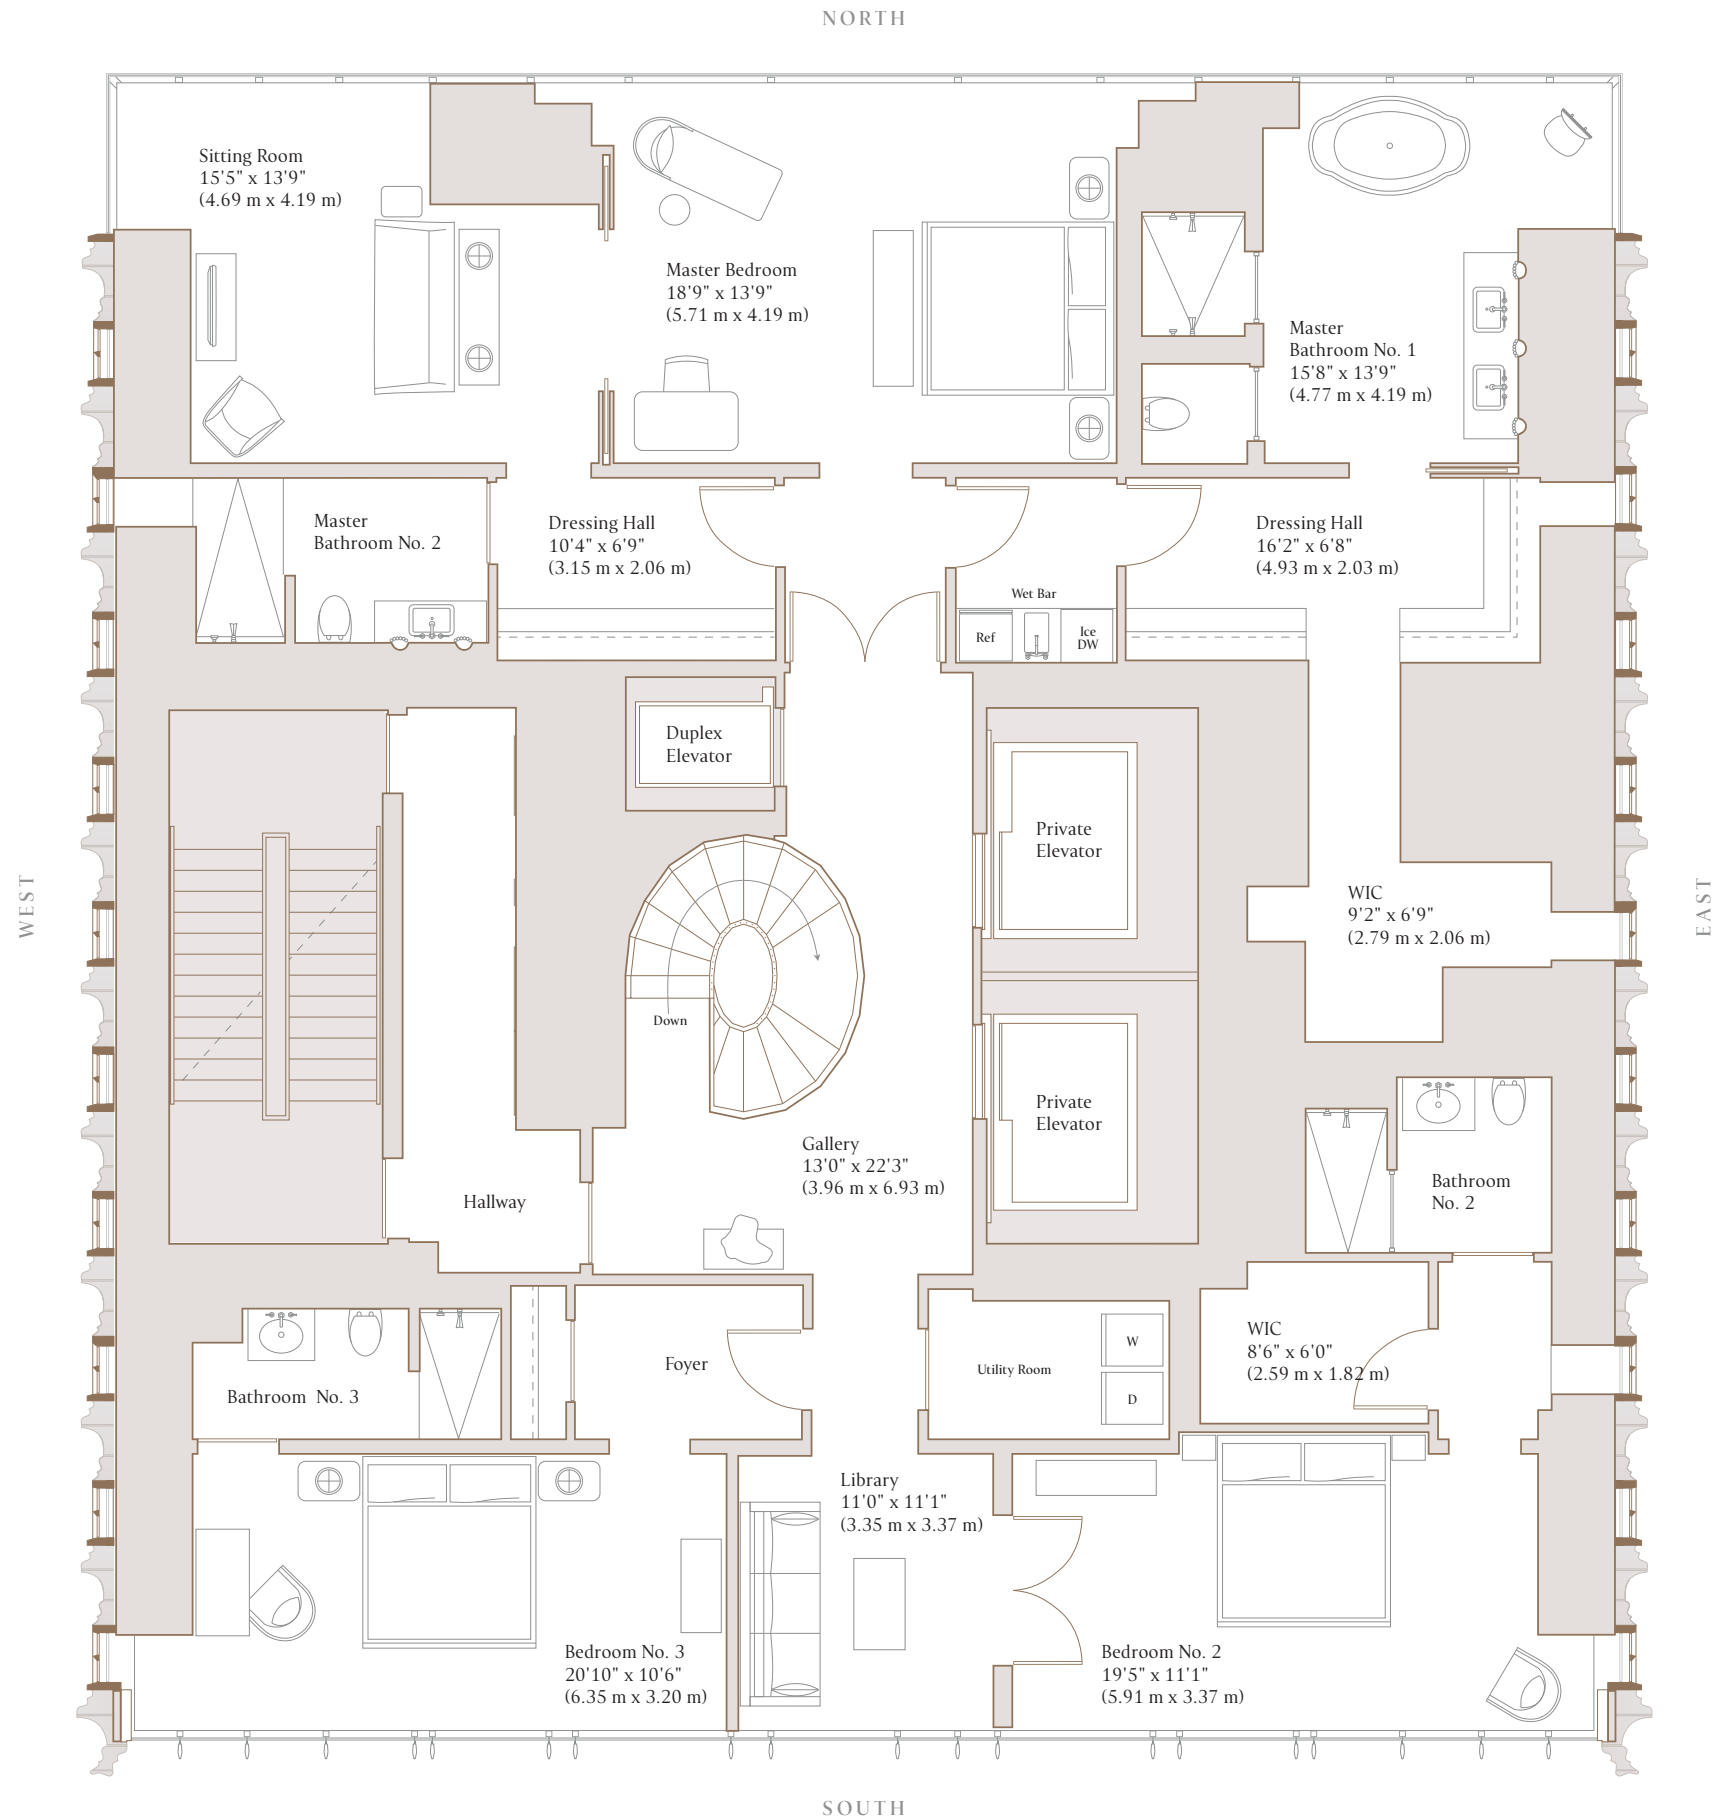 NORTH
Sitting Room
15'5" x 13'9"
(4.69 m x 4.19 m)
Master Bedroom
18'9" x 13'9"
(5.71 m x 4.19 m)
Master
Bathroom No. 1
15'8" x 13'9"
(4.77 m x 4.19 m)
Master
Bathroom No. 2
Dressing Hall
10'4" x 6'9"
(3.15 m x 2.06 m)
Dressing Hall
16'2" x 6'8"
(4.93 m x 2.03 m)
Wet Bar
Ref
Ice
DW
Duplex
Elevator
Private
Elevator
WIC
9'2" x 6'9"
(2.79 m x 2.06 m)
WEST
EAST
Down
Private
Elevator
Gallery
13'0" x 22'3"
(3.96 m x 6.93 m)
Hallway
Bathroom
No. 2
Foyer
Utility Room
W
D
WIC
8'6" x 6'0"
(2.59 m x 1.82 m)
Bathroom No. 3
Library
11'0" x 11'1"
(3.35 m x 3.37 m)
Bedroom No. 3
20'10" x 10'6"
(6.35 m x 3.20 m)
Bedroom No. 2
19'5" x 11'1"
(5.91 m x 3.37 m)
SOUTH